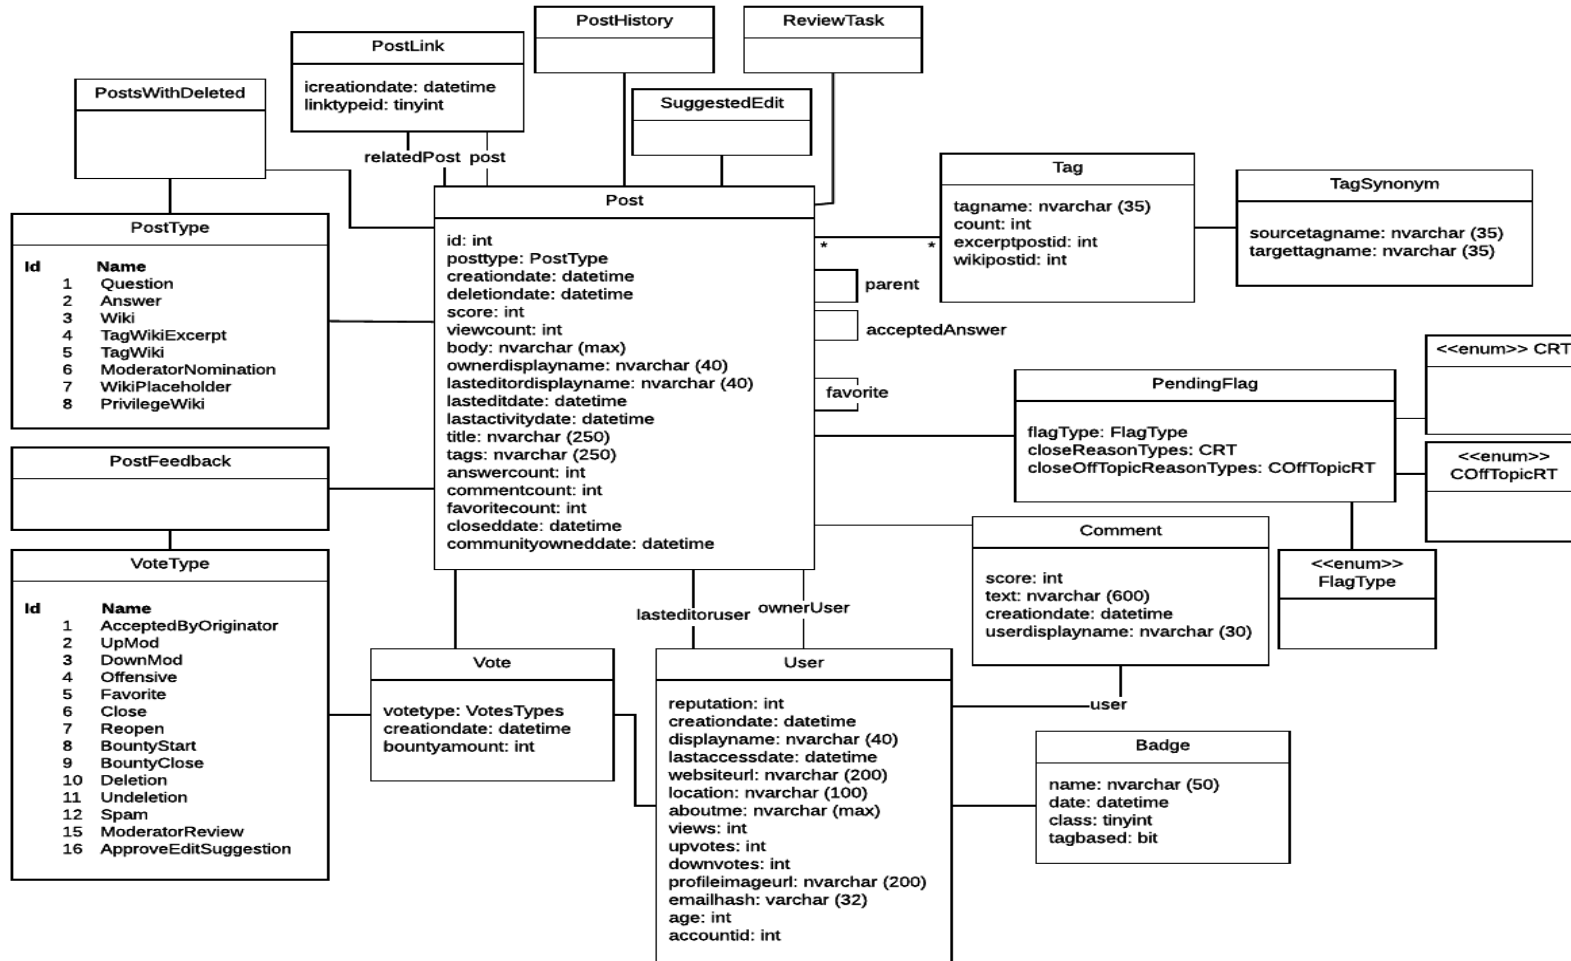 PostHistory
ReviewTask
PostLink
icreationdate: datetime
linktypeid: tinyint
PostsWithDeleted
SuggestedEdit
relatedPost post
Tag
tagname: nvarchar (35)
count: int
excerptpostid: int
wikipostid: int
TagSynonym
sourcetagname: nvarchar (35)
targettagname: nvarchar (35)
PostType
Id Name
1 Question
2 Answer
3 Wiki
4 TagWikiExcerpt
5 TagWiki
6 ModeratorNomination
7 WikiPlaceholder
8 PrivilegeWiki
Post
id: int
posttype: PostType
creationdate: datetime
deletiondate: datetime
score: int
viewcount: int
body: nvarchar (max)
ownerdisplayname: nvarchar (40)
lasteditordisplayname: nvarchar (40)
lasteditdate: datetime
lastactivitydate: datetime
title: nvarchar (250)
tags: nvarchar (250)
answercount: int
commentcount: int
favoritecount: int
closeddate: datetime
communityowneddate: datetime
* *
parent
acceptedAnswer
favorite
<<enum>> CRT
PendingFlag
flagType: FlagType
closeReasonTypes: CRT
closeOffTopicReasonTypes: COffTopicRT
<<enum>>
COffTopicRT
<<enum>>
FlagType
PostFeedback
VoteType
Id Name
1 AcceptedByOriginator
2 UpMod
3 DownMod
4 Offensive
5 Favorite
6 Close
7 Reopen
8 BountyStart
9 BountyClose
10 Deletion
11 Undeletion
12 Spam
15 ModeratorReview
16 ApproveEditSuggestion
Comment
score: int
text: nvarchar (600)
creationdate: datetime
userdisplayname: nvarchar (30)
lasteditoruser
ownerUser
user
Vote
votetype: VotesTypes
creationdate: datetime
bountyamount: int
User
reputation: int
creationdate: datetime
displayname: nvarchar (40)
lastaccessdate: datetime
websiteurl: nvarchar (200)
location: nvarchar (100)
aboutme: nvarchar (max)
views: int
upvotes: int
downvotes: int
profileimageurl: nvarchar (200)
emailhash: varchar (32)
age: int
accountid: int
Badge
name: nvarchar (50)
date: datetime
class: tinyint
tagbased: bit